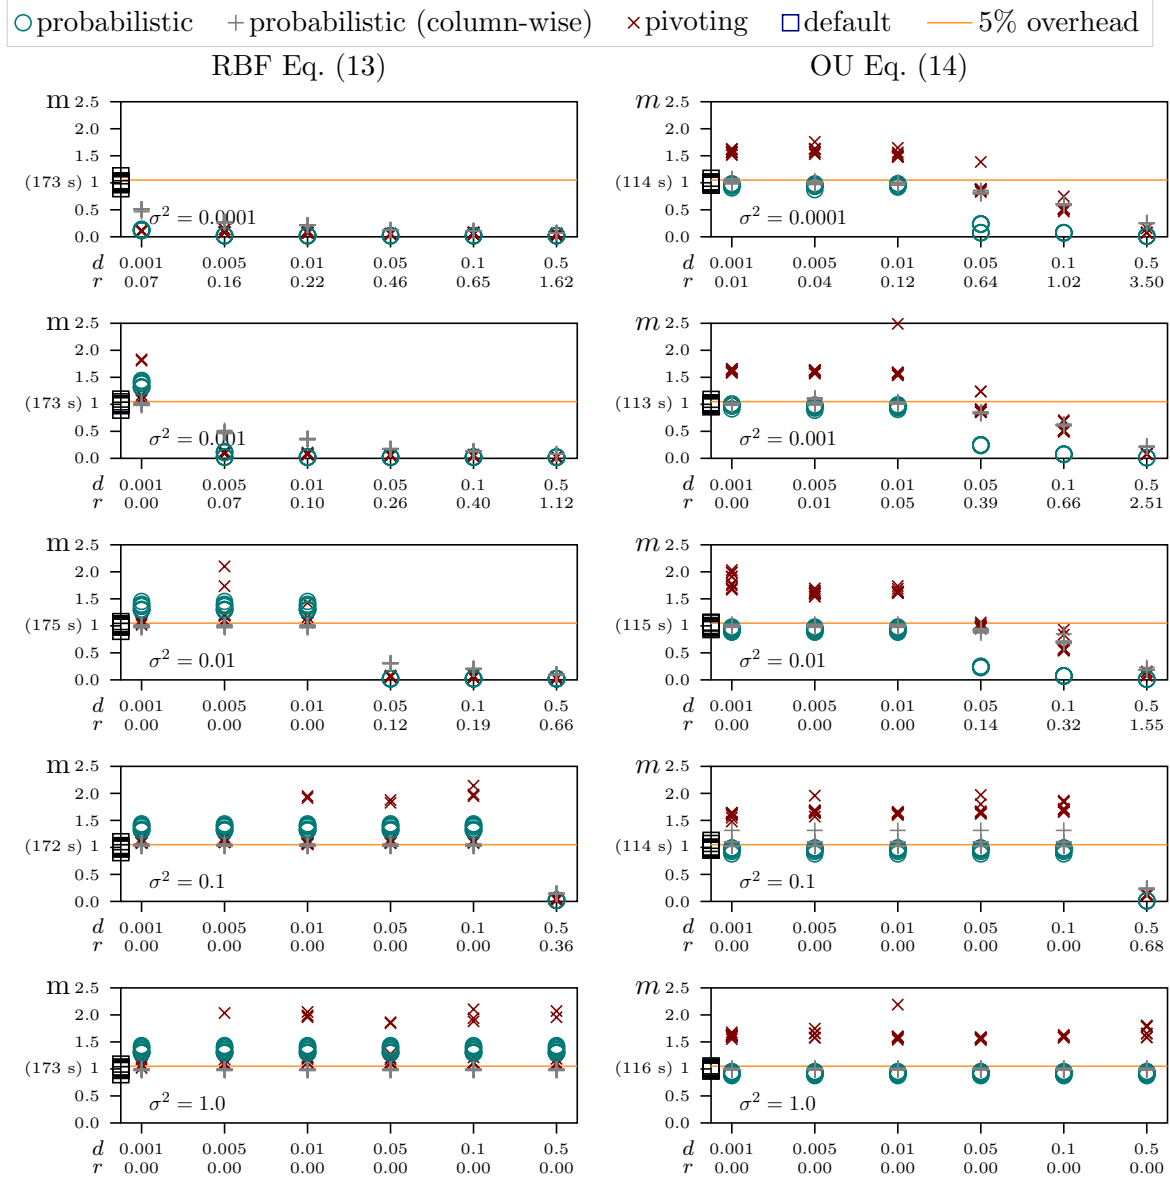 probabilistic probabilistic (column-wise) pivoting default 5% overhead
RBF Eq. (13) OU Eq. (14)
m 2.5
2.0
1.5
(173 s) 1
0.5
0.0
σ² = 0.0001
d 0.001 0.005 0.01 0.05 0.1 0.5
r 0.07 0.16 0.22 0.46 0.65 1.62
m 2.5
2.0
1.5
(114 s) 1
0.5
0.0
σ² = 0.0001
d 0.001 0.005 0.01 0.05 0.1 0.5
r 0.01 0.04 0.12 0.64 1.02 3.50
m 2.5
2.0
1.5
(173 s) 1
0.5
0.0
σ² = 0.001
d 0.001 0.005 0.01 0.05 0.1 0.5
r 0.00 0.07 0.10 0.26 0.40 1.12
m 2.5
2.0
1.5
(113 s) 1
0.5
0.0
σ² = 0.001
d 0.001 0.005 0.01 0.05 0.1 0.5
r 0.00 0.01 0.05 0.39 0.66 2.51
m 2.5
2.0
1.5
(175 s) 1
0.5
0.0
σ² = 0.01
d 0.001 0.005 0.01 0.05 0.1 0.5
r 0.00 0.00 0.00 0.12 0.19 0.66
m 2.5
2.0
1.5
(115 s) 1
0.5
0.0
σ² = 0.01
d 0.001 0.005 0.01 0.05 0.1 0.5
r 0.00 0.00 0.00 0.14 0.32 1.55
m 2.5
2.0
1.5
(172 s) 1
0.5
0.0
σ² = 0.1
d 0.001 0.005 0.01 0.05 0.1 0.5
r 0.00 0.00 0.00 0.00 0.00 0.36
m 2.5
2.0
1.5
(114 s) 1
0.5
0.0
σ² = 0.1
d 0.001 0.005 0.01 0.05 0.1 0.5
r 0.00 0.00 0.00 0.00 0.00 0.68
m 2.5
2.0
1.5
(173 s) 1
0.5
0.0
σ² = 1.0
d 0.001 0.005 0.01 0.05 0.1 0.5
r 0.00 0.00 0.00 0.00 0.00 0.00
m 2.5
2.0
1.5
(116 s) 1
0.5
0.0
σ² = 1.0
d 0.001 0.005 0.01 0.05 0.1 0.5
r 0.00 0.00 0.00 0.00 0.00 0.00